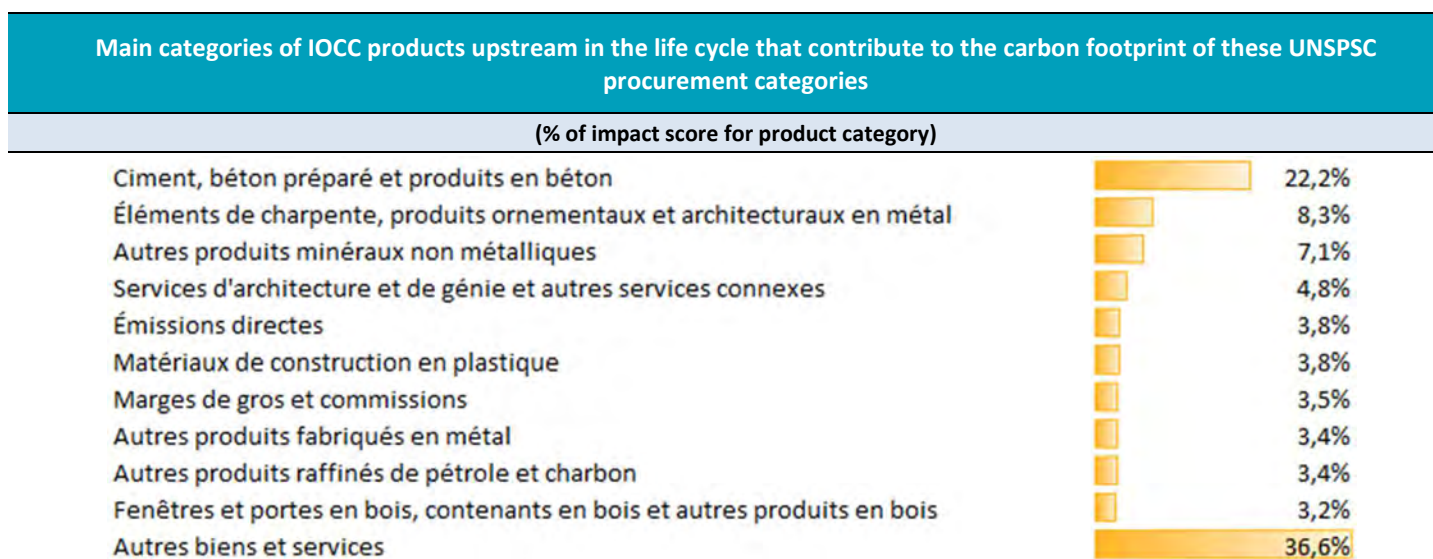 Main categories of IOCC products upstream in the life cycle that contribute to the carbon footprint of these UNSPSC
procurement categories
(% of impact score for product category)
Ciment, béton préparé et produits en béton 22,2%
Éléments de charpente, produits ornementaux et architecturaux en métal 8,3%
Autres produits minéraux non métalliques 7,1%
Services d'architecture et de génie et autres services connexes 4,8%
Émissions directes 3,8%
Matériaux de construction en plastique 3,8%
Marges de gros et commissions 3,5%
Autres produits fabriqués en métal 3,4%
Autres produits raffinés de pétrole et charbon 3,4%
Fenêtres et portes en bois, contenants en bois et autres produits en bois 3,2%
Autres biens et services 36,6%